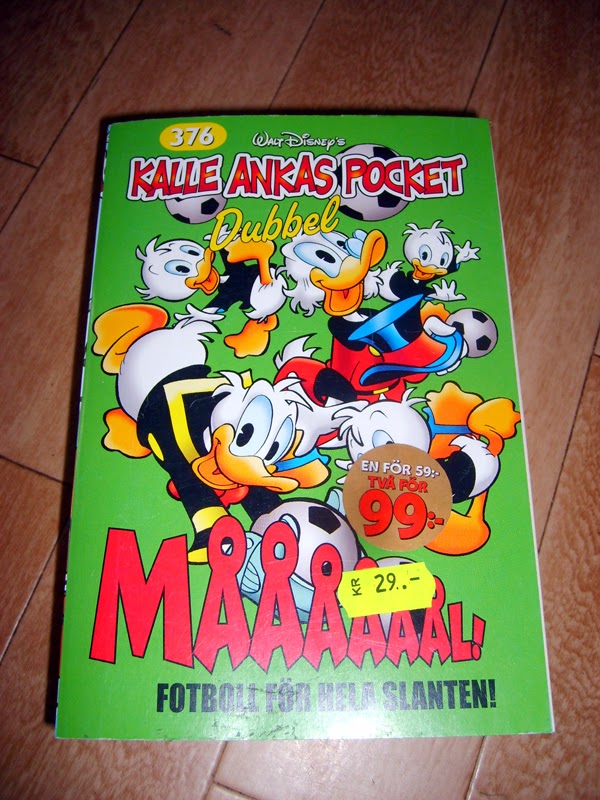 376
WALT DISNEY'S
KALLE ANKAS POCKET
Dubbel
EN FÖR 59:-
TVÅ FÖR
99:-
KR 29.-
MÅÅÅÅÅÅL!
FOTBOLL FÖR HELA SLANTEN!